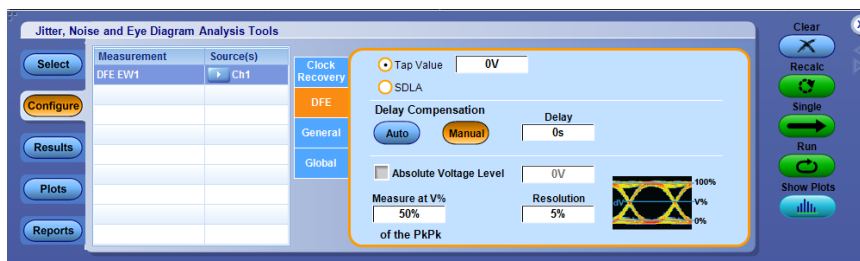 Jitter, Noise and Eye Diagram Analysis Tools
Select
Configure
Results
Plots
Reports
Measurement Source(s)
DFE EW1 Ch1
Clock Recovery
DFE
General
Global
Tap Value 0V
SDLA
Delay Compensation
Auto Manual
Delay
0s
Absolute Voltage Level 0V
Measure at V%
50%
of the PkPk
Resolution
5%
100%
dV
V%
0%
Clear
Recalc
Single
Run
Show Plots